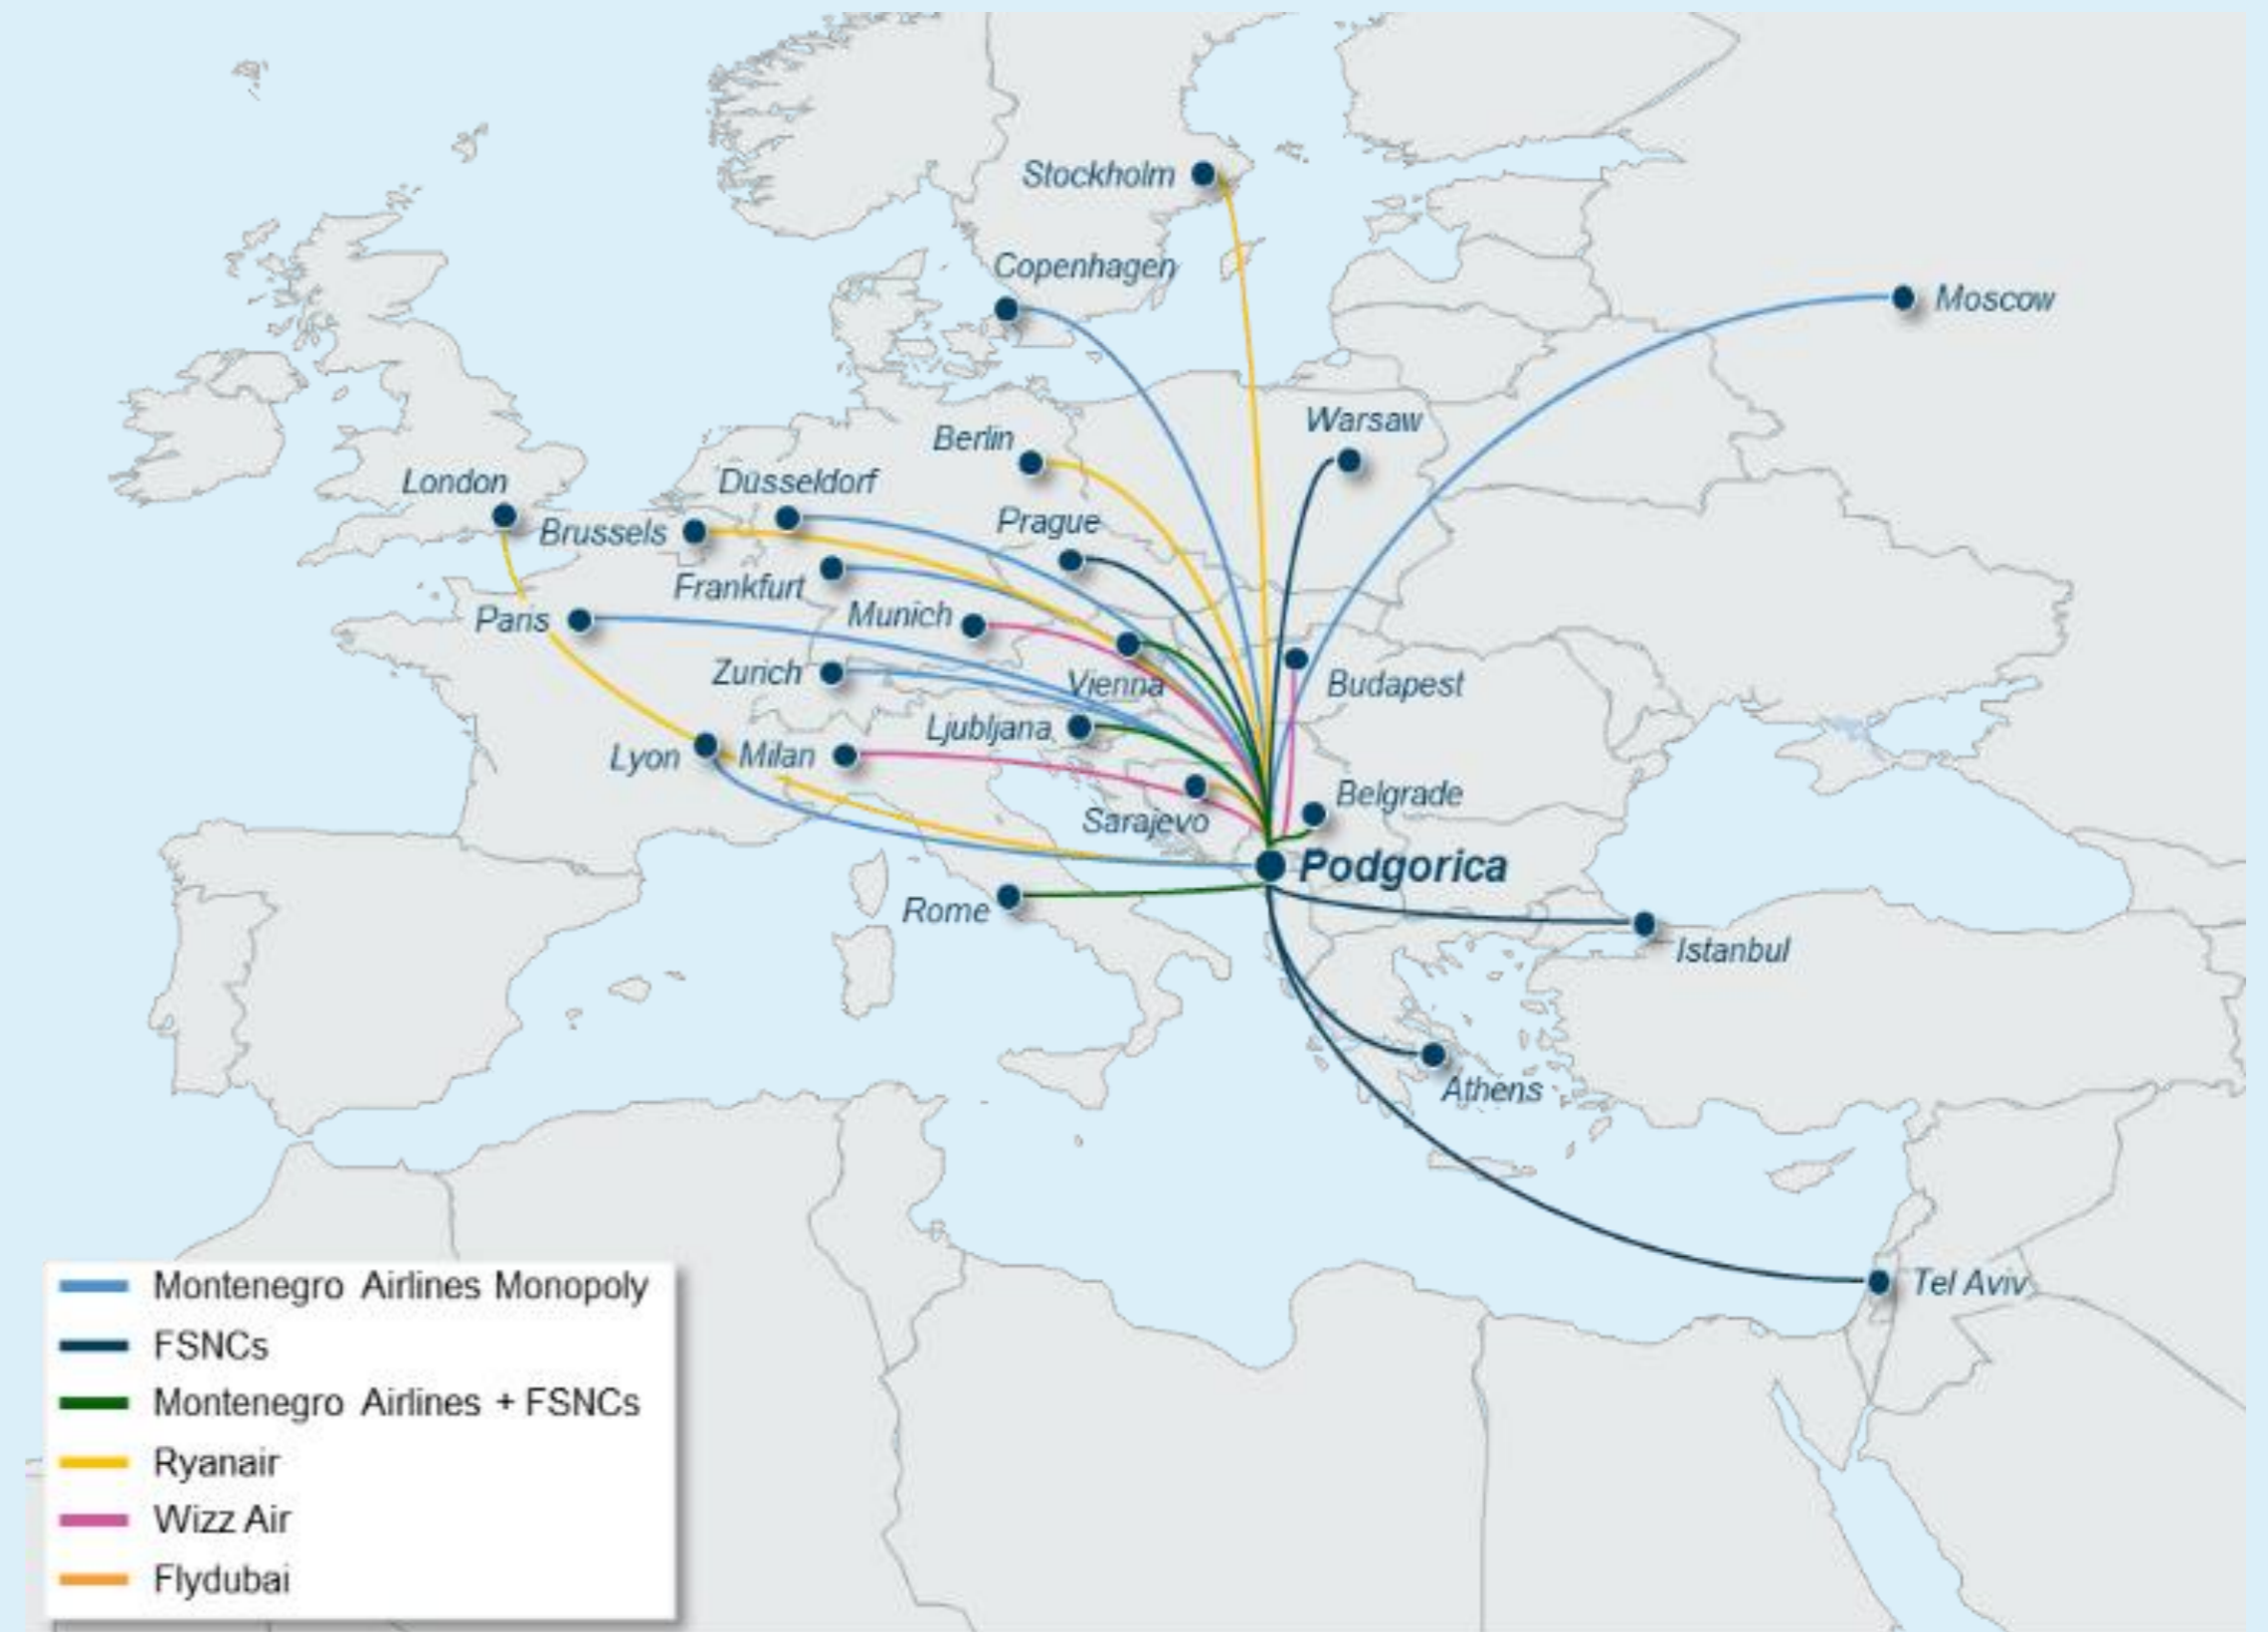 Stockholm
Copenhagen
Moscow
Warsaw
Berlin
London
Düsseldorf
Brussels
Prague
Frankfurt
Paris
Munich
Zurich
Vienna
Budapest
Ljubljana
Lyon
Milan
Sarajevo
Belgrade
Podgorica
Rome
Istanbul
Athens
Tel Aviv
Montenegro Airlines Monopoly
FSNCs
Montenegro Airlines + FSNCs
Ryanair
Wizz Air
Flydubai